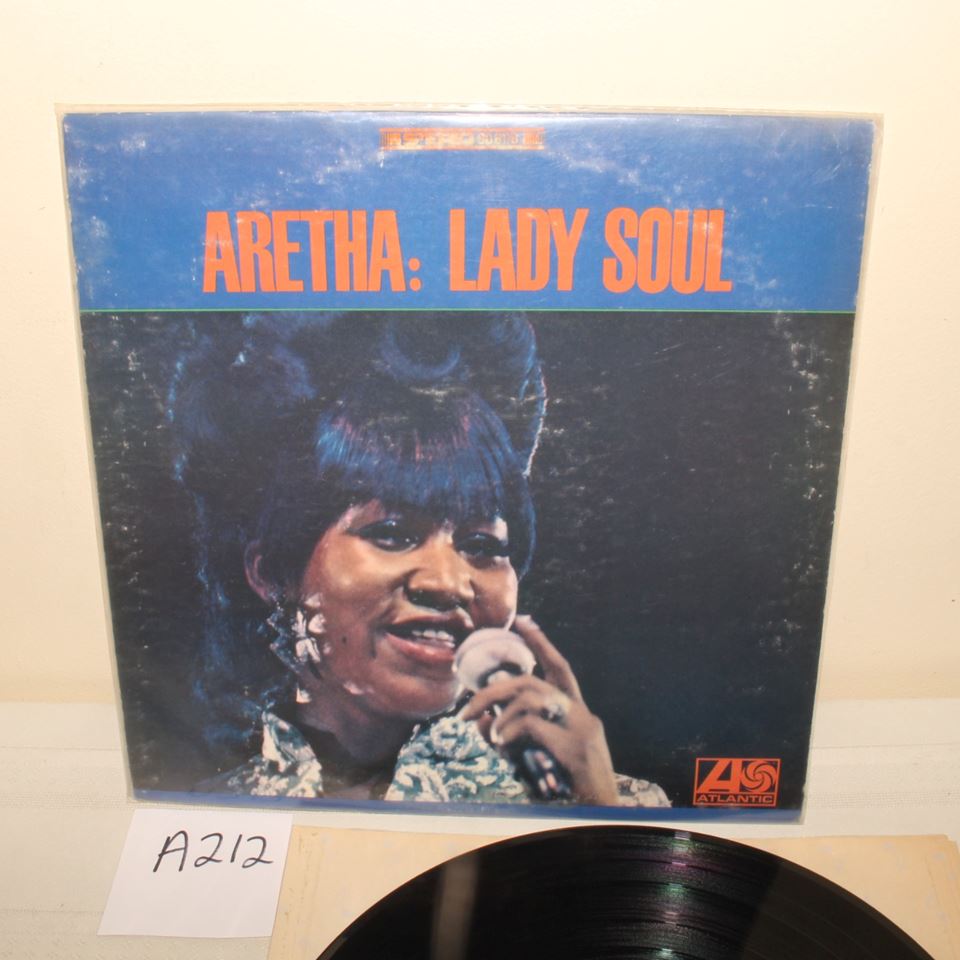 ARETHA: LADY SOUL
ATLANTIC
A212